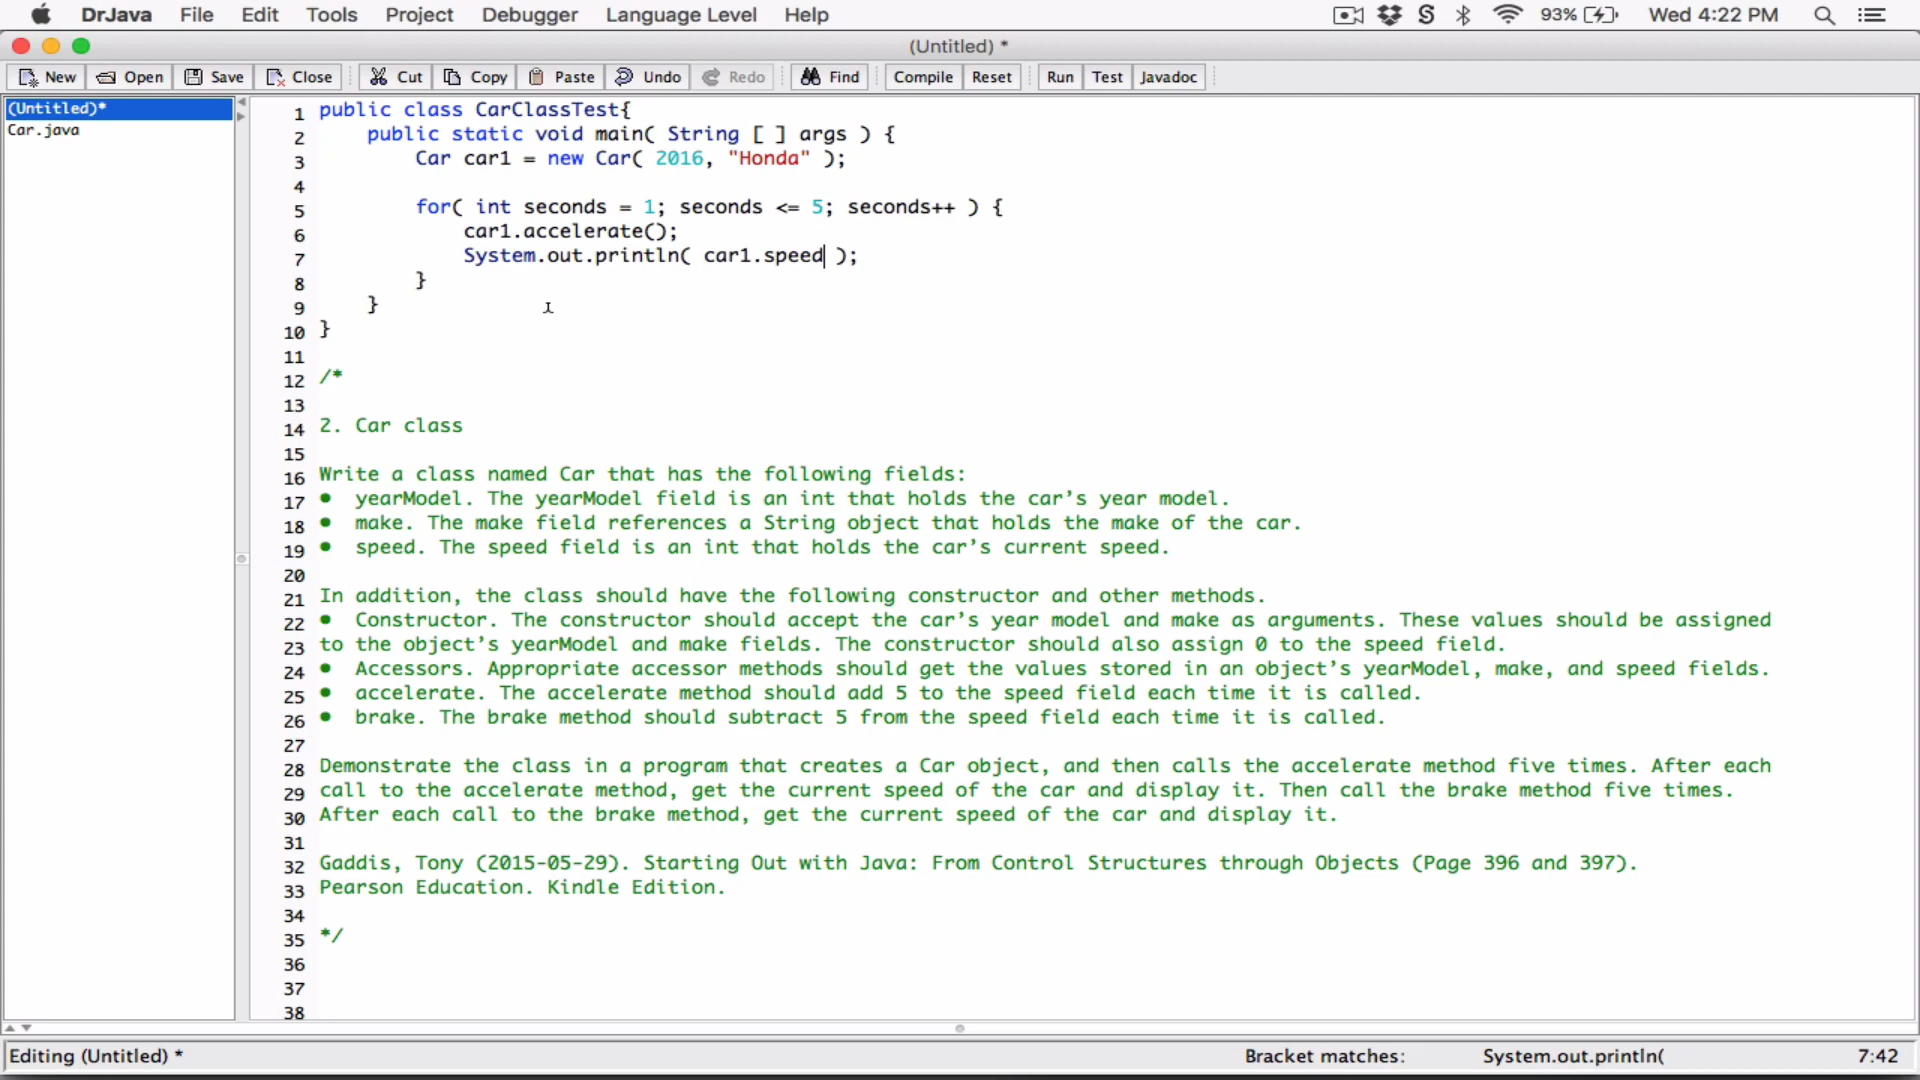 DrJava File Edit Tools Project Debugger Language Level Help 93% Wed 4:22 PM
(Untitled) *
New Open Save Close Cut Copy Paste Undo Redo Find Compile Reset Run Test Javadoc
(Untitled)*
Car.java
1 public class CarClassTest{
2 public static void main( String [ ] args ) {
3 Car car1 = new Car( 2016, "Honda" );
4
5 for( int seconds = 1; seconds <= 5; seconds++ ) {
6 car1.accelerate();
7 System.out.println( car1.speed );
8 }
9 }
10 }
11
12 /*
13
14 2. Car class
15
16 Write a class named Car that has the following fields:
17 • yearModel. The yearModel field is an int that holds the car’s year model.
18 • make. The make field references a String object that holds the make of the car.
19 • speed. The speed field is an int that holds the car’s current speed.
20
21 In addition, the class should have the following constructor and other methods.
22 • Constructor. The constructor should accept the car’s year model and make as arguments. These values should be assigned
23 to the object’s yearModel and make fields. The constructor should also assign 0 to the speed field.
24 • Accessors. Appropriate accessor methods should get the values stored in an object’s yearModel, make, and speed fields.
25 • accelerate. The accelerate method should add 5 to the speed field each time it is called.
26 • brake. The brake method should subtract 5 from the speed field each time it is called.
27
28 Demonstrate the class in a program that creates a Car object, and then calls the accelerate method five times. After each
29 call to the accelerate method, get the current speed of the car and display it. Then call the brake method five times.
30 After each call to the brake method, get the current speed of the car and display it.
31
32 Gaddis, Tony (2015-05-29). Starting Out with Java: From Control Structures through Objects (Page 396 and 397).
33 Pearson Education. Kindle Edition.
34
35 */
36
37
38
Editing (Untitled) * Bracket matches: System.out.println( 7:42